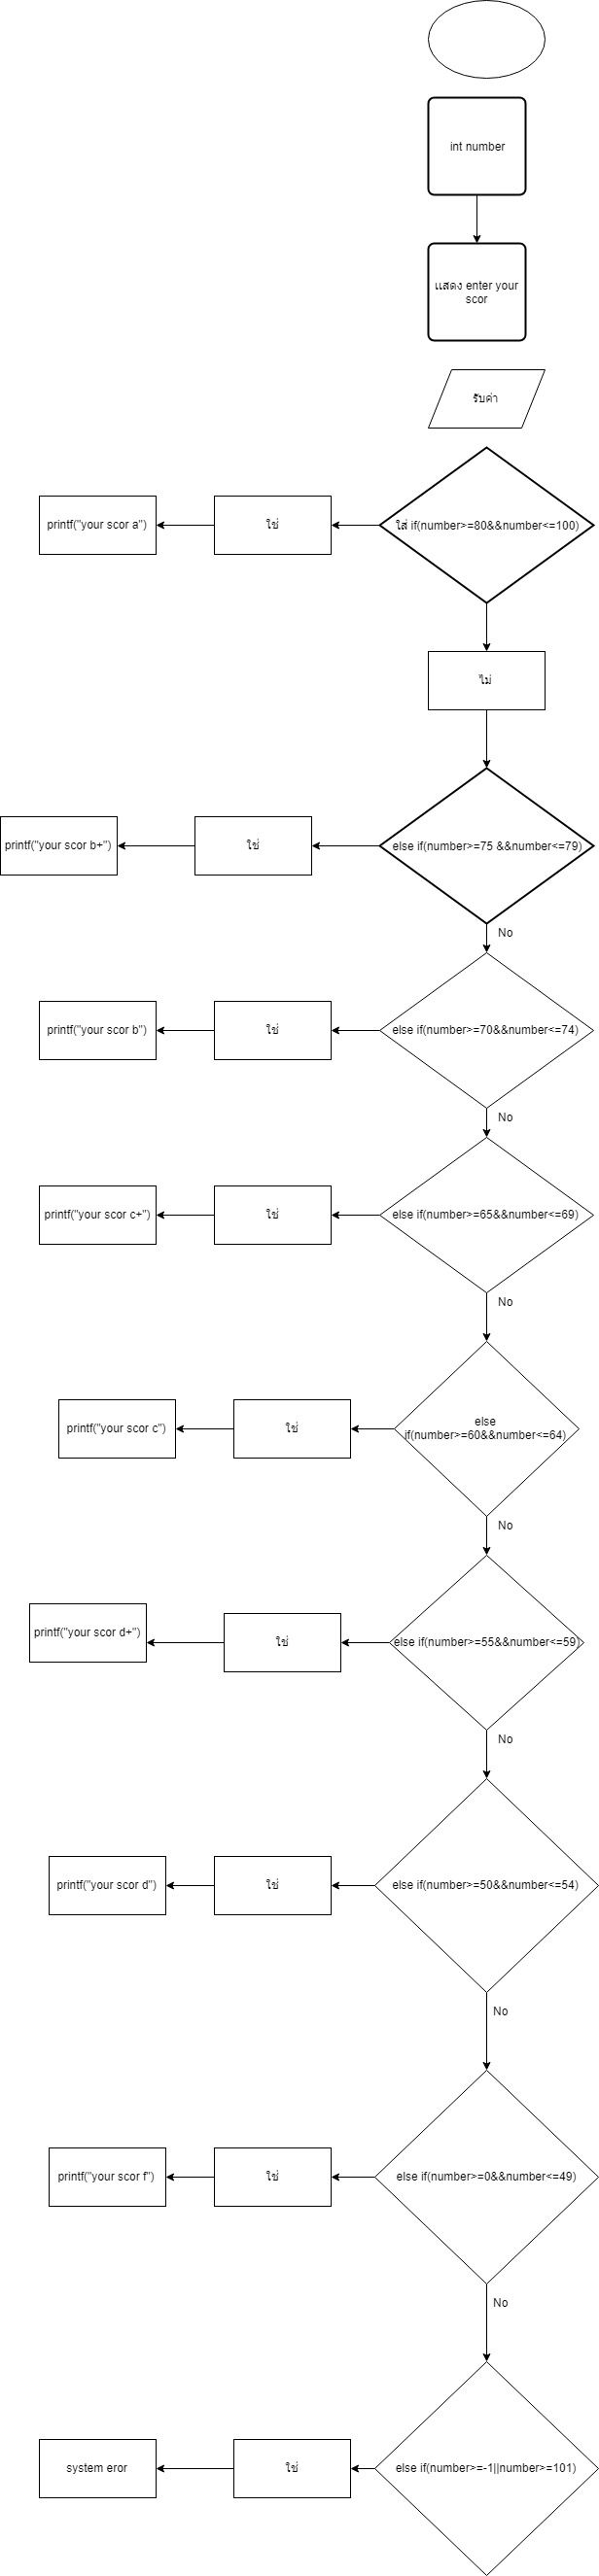 int number
แสดง enter your
scor
รับค่า
ใส่ if(number>=80&&number<=100)
ใช่
printf("your scor a")
ไม่
else if(number>=75 &&number<=79)
ใช่
printf("your scor b+")
No
else if(number>=70&&number<=74)
ใช่
printf("your scor b")
No
else if(number>=65&&number<=69)
ใช่
printf("your scor c+")
No
else
if(number>=60&&number<=64)
ใช่
printf("your scor c")
No
else if(number>=55&&number<=59)
ใช่
printf("your scor d+")
No
else if(number>=50&&number<=54)
ใช่
printf("your scor d")
No
else if(number>=0&&number<=49)
ใช่
printf("your scor f")
No
else if(number>=-1||number>=101)
ใช่
system eror